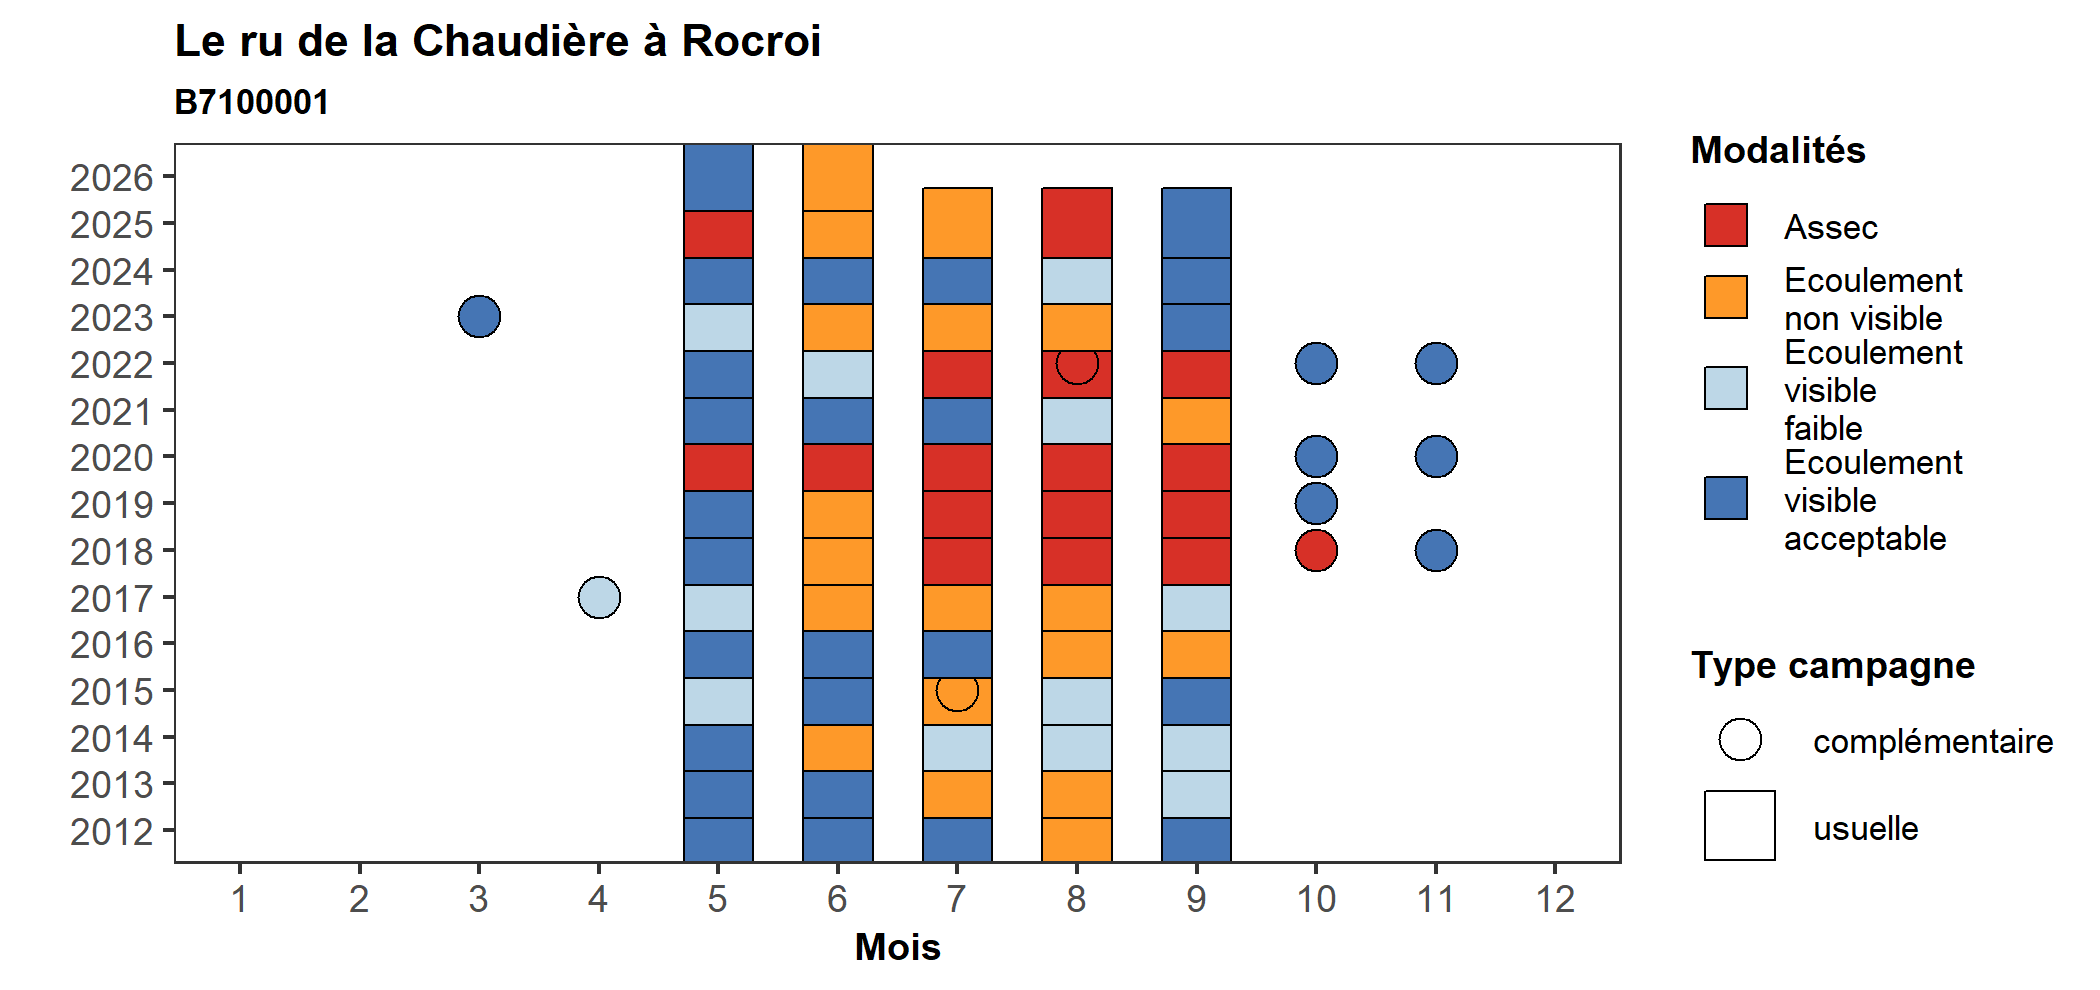 Le ru de la Chaudière à Rocroi
B7100001
2026
2025
2024
2023
2022
2021
2020
2019
2018
2017
2016
2015
2014
2013
2012
1 2 3 4 5 6 7 8 9 10 11 12
Mois
Modalités
Assec
Ecoulement
non visible
Ecoulement
visible
faible
Ecoulement
visible
acceptable
Type campagne
complémentaire
usuelle